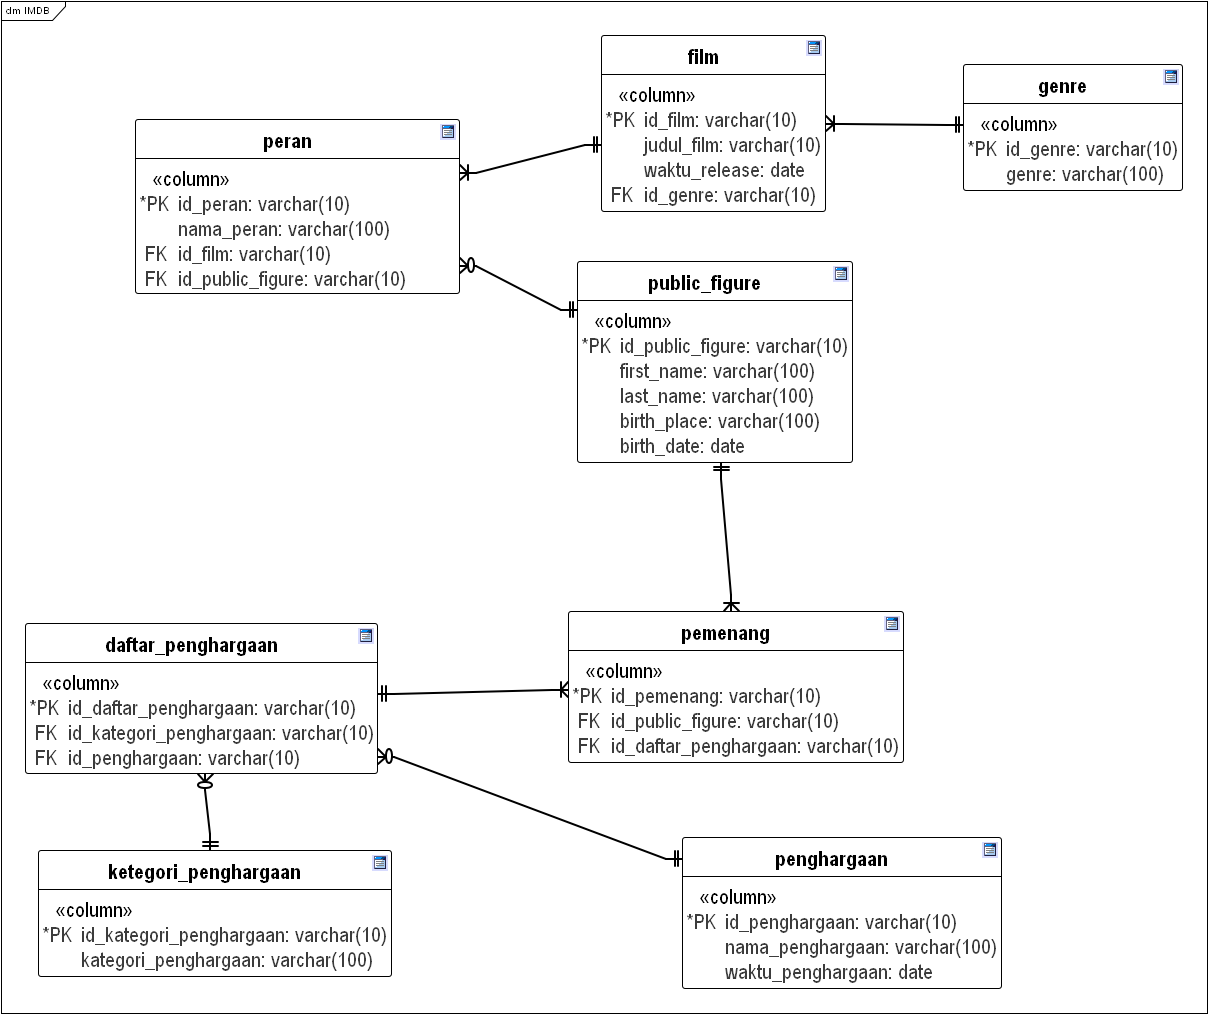 dm IMDB
film
«column»
*PK id_film: varchar(10)
judul_film: varchar(10)
waktu_release: date
FK id_genre: varchar(10)
genre
«column»
*PK id_genre: varchar(10)
genre: varchar(100)
peran
«column»
*PK id_peran: varchar(10)
nama_peran: varchar(100)
FK id_film: varchar(10)
FK id_public_figure: varchar(10)
public_figure
«column»
*PK id_public_figure: varchar(10)
first_name: varchar(100)
last_name: varchar(100)
birth_place: varchar(100)
birth_date: date
daftar_penghargaan
«column»
*PK id_daftar_penghargaan: varchar(10)
FK id_kategori_penghargaan: varchar(10)
FK id_penghargaan: varchar(10)
pemenang
«column»
*PK id_pemenang: varchar(10)
FK id_public_figure: varchar(10)
FK id_daftar_penghargaan: varchar(10)
ketegori_penghargaan
«column»
*PK id_kategori_penghargaan: varchar(10)
kategori_penghargaan: varchar(100)
penghargaan
«column»
*PK id_penghargaan: varchar(10)
nama_penghargaan: varchar(100)
waktu_penghargaan: date